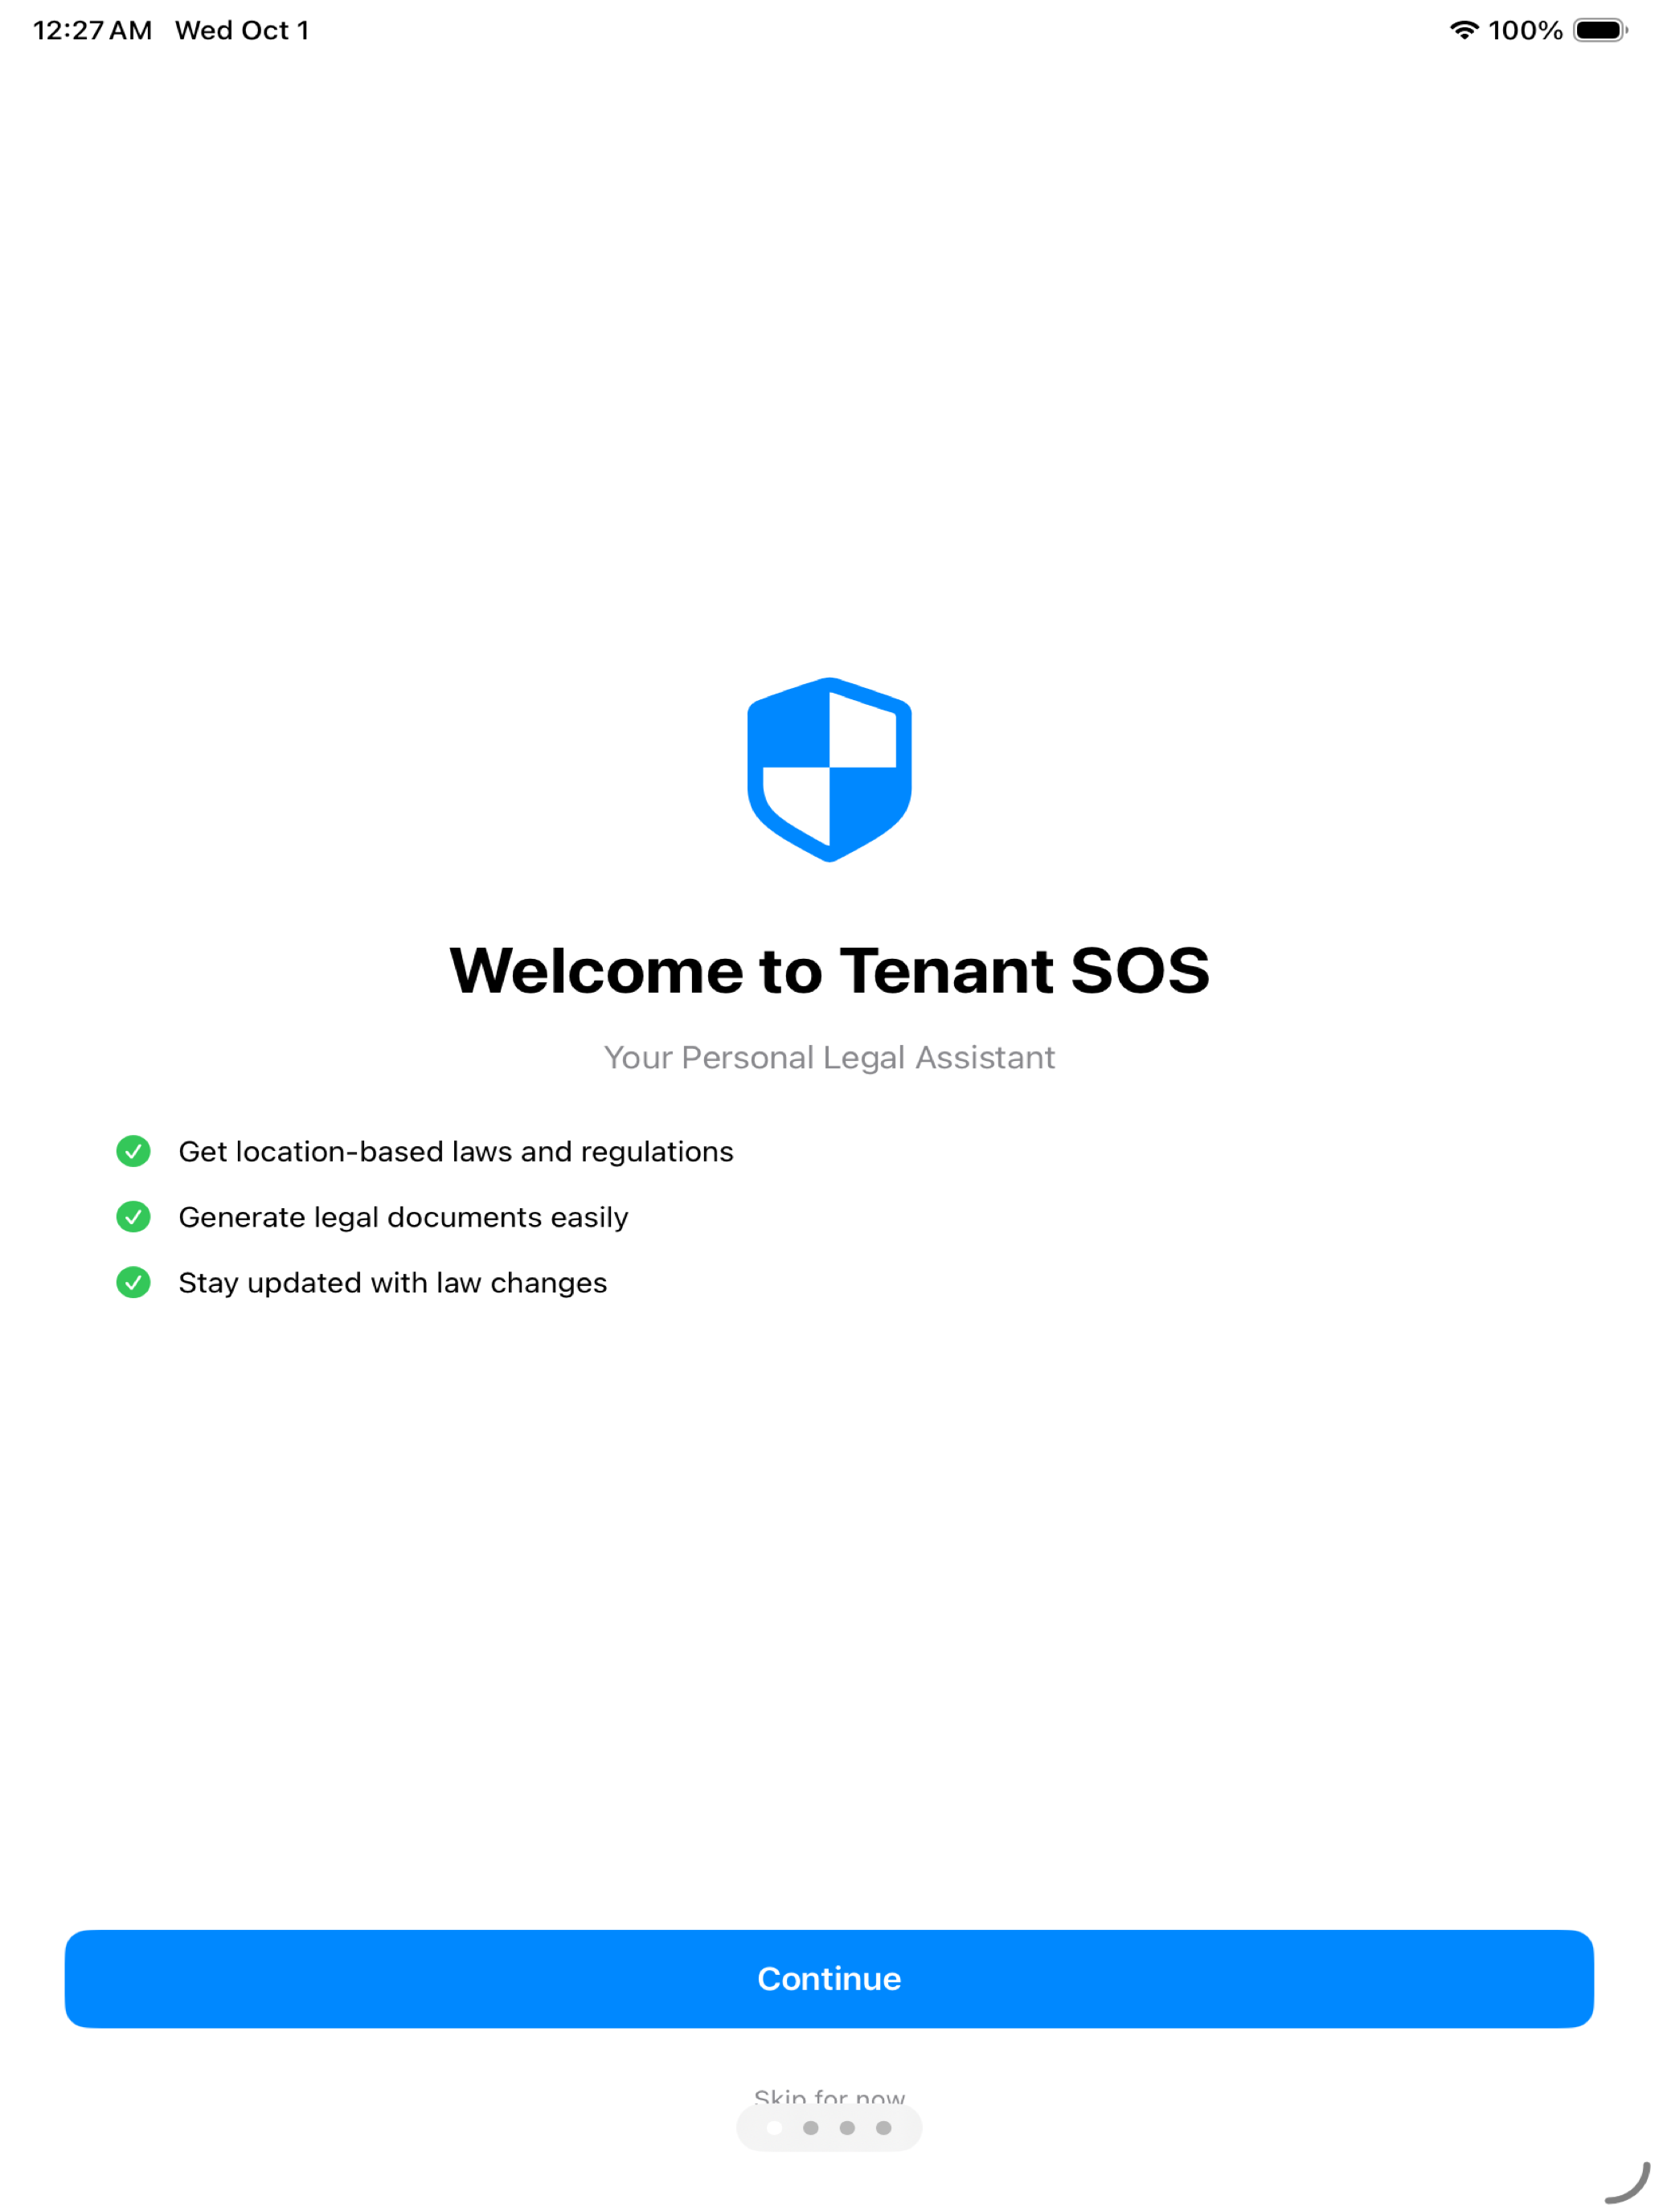 12:27 AM Wed Oct 1 100%
Welcome to Tenant SOS
Your Personal Legal Assistant
Get location-based laws and regulations
Generate legal documents easily
Stay updated with law changes
Continue
Skip for now